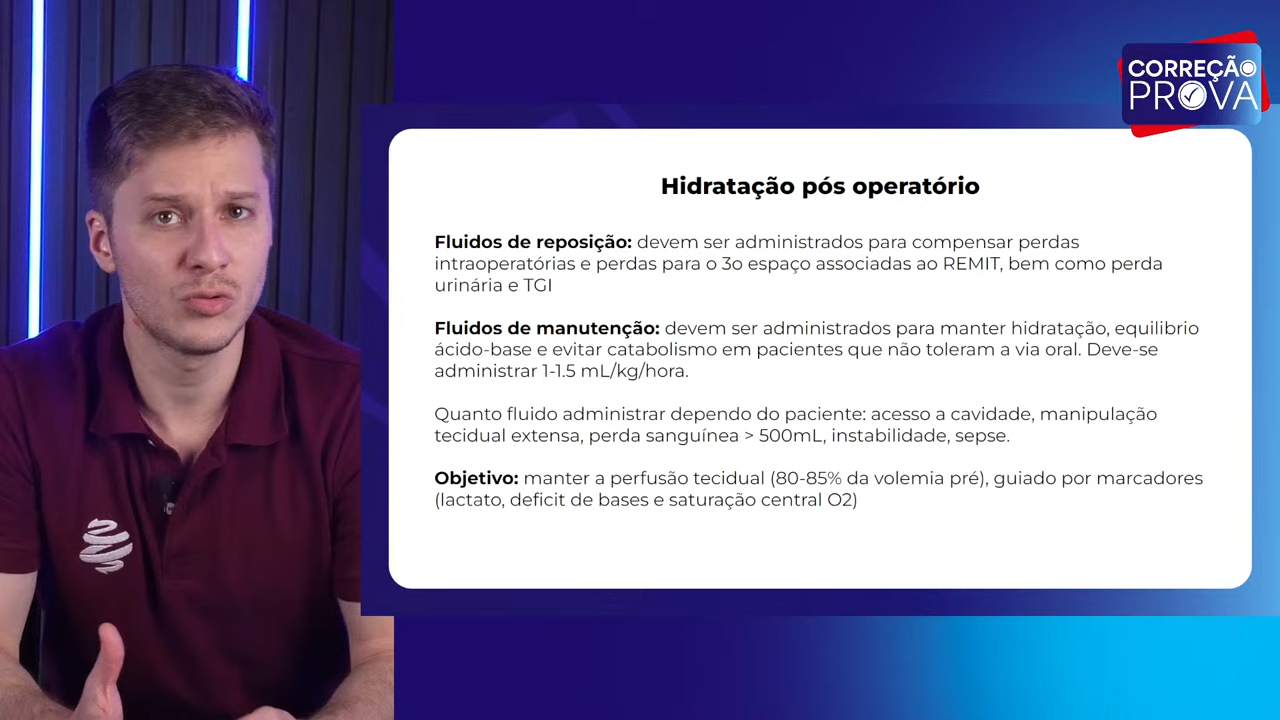 CORREÇÃO
PROVA
Hidratação pós operatório
Fluidos de reposição: devem ser administrados para compensar perdas
intraoperatórias e perdas para o 3o espaço associadas ao REMIT, bem como perda
urinária e TGI
Fluidos de manutenção: devem ser administrados para manter hidratação, equilibrio
ácido-base e evitar catabolismo em pacientes que não toleram a via oral. Deve-se
administrar 1-1.5 mL/kg/hora.
Quanto fluido administrar dependo do paciente: acesso a cavidade, manipulação
tecidual extensa, perda sanguínea > 500mL, instabilidade, sepse.
Objetivo: manter a perfusão tecidual (80-85% da volemia pré), guiado por marcadores
(lactato, deficit de bases e saturação central O2)